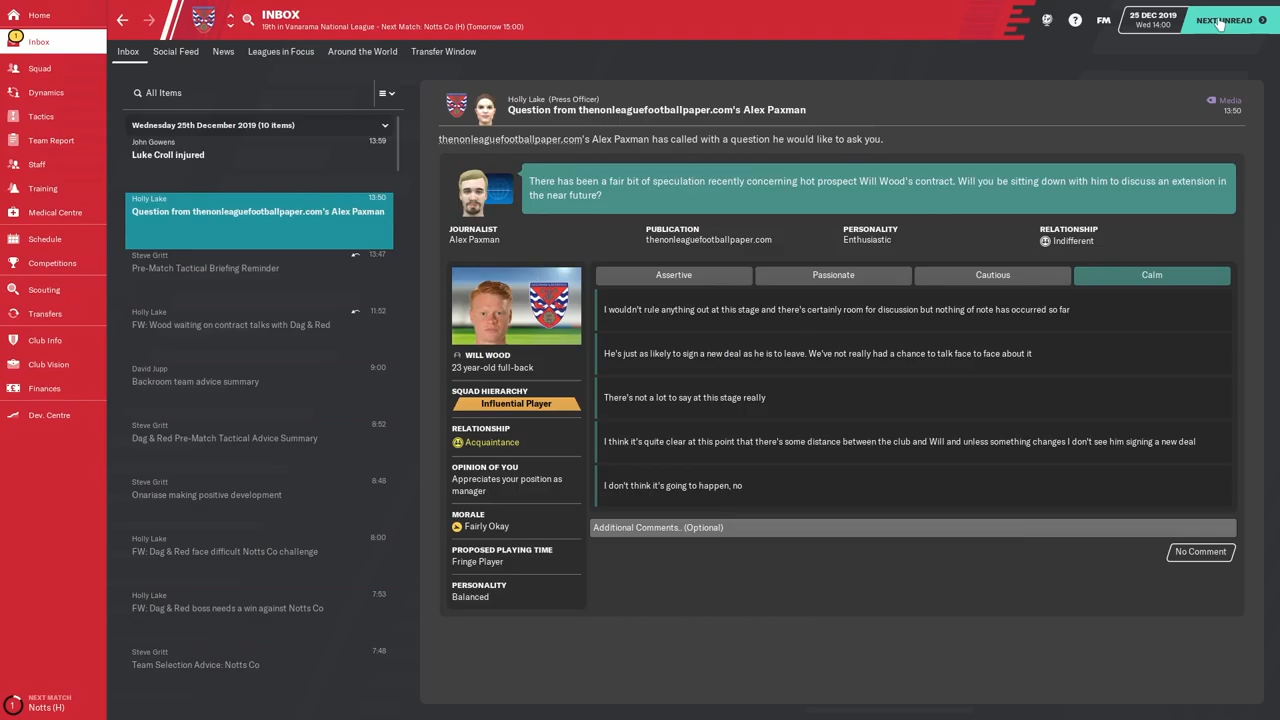 Home
1
Inbox
Squad
Dynamics
Tactics
Team Report
Staff
Training
Medical Centre
Schedule
Competitions
Scouting
Transfers
Club Info
Club Vision
Finances
Dev. Centre
1
NEXT MATCH
Notts (H)
INBOX
19th in Vanarama National League - Next Match: Notts Co (H) (Tomorrow 15:00)
?
FM
25 DEC 2019
Wed 14:00
NEXT UNREAD
Inbox
Social Feed
News
Leagues in Focus
Around the World
Transfer Window
All Items
Wednesday 25th December 2019 (10 items)
John Gowens 13:59
Luke Croll injured
Holly Lake 13:50
Question from thenonleaguefootballpaper.com's Alex Paxman
Steve Gritt 13:47
Pre-Match Tactical Briefing Reminder
Holly Lake 11:52
FW: Wood waiting on contract talks with Dag & Red
David Jupp 9:00
Backroom team advice summary
Steve Gritt 8:52
Dag & Red Pre-Match Tactical Advice Summary
Steve Gritt 8:48
Onariase making positive development
Holly Lake 8:00
FW: Dag & Red face difficult Notts Co challenge
Holly Lake 7:53
FW: Dag & Red boss needs a win against Notts Co
Steve Gritt 7:48
Team Selection Advice: Notts Co
Holly Lake (Press Officer)
Question from thenonleaguefootballpaper.com's Alex Paxman
Media
13:50
thenonleaguefootballpaper.com's Alex Paxman has called with a question he would like to ask you.
There has been a fair bit of speculation recently concerning hot prospect Will Wood's contract. Will you be sitting down with him to discuss an extension in
the near future?
JOURNALIST
Alex Paxman
PUBLICATION
thenonleaguefootballpaper.com
PERSONALITY
Enthusiastic
RELATIONSHIP
Indifferent
WILL WOOD
23 year-old full-back
SQUAD HIERARCHY
Influential Player
RELATIONSHIP
Acquaintance
OPINION OF YOU
Appreciates your position as
manager
MORALE
Fairly Okay
PROPOSED PLAYING TIME
Fringe Player
PERSONALITY
Balanced
Assertive
Passionate
Cautious
Calm
I wouldn't rule anything out at this stage and there's certainly room for discussion but nothing of note has occurred so far
He's just as likely to sign a new deal as he is to leave. We've not really had a chance to talk face to face about it
There's not a lot to say at this stage really
I think it's quite clear at this point that there's some distance between the club and Will and unless something changes I don't see him signing a new deal
I don't think it's going to happen, no
Additional Comments.. (Optional)
No Comment